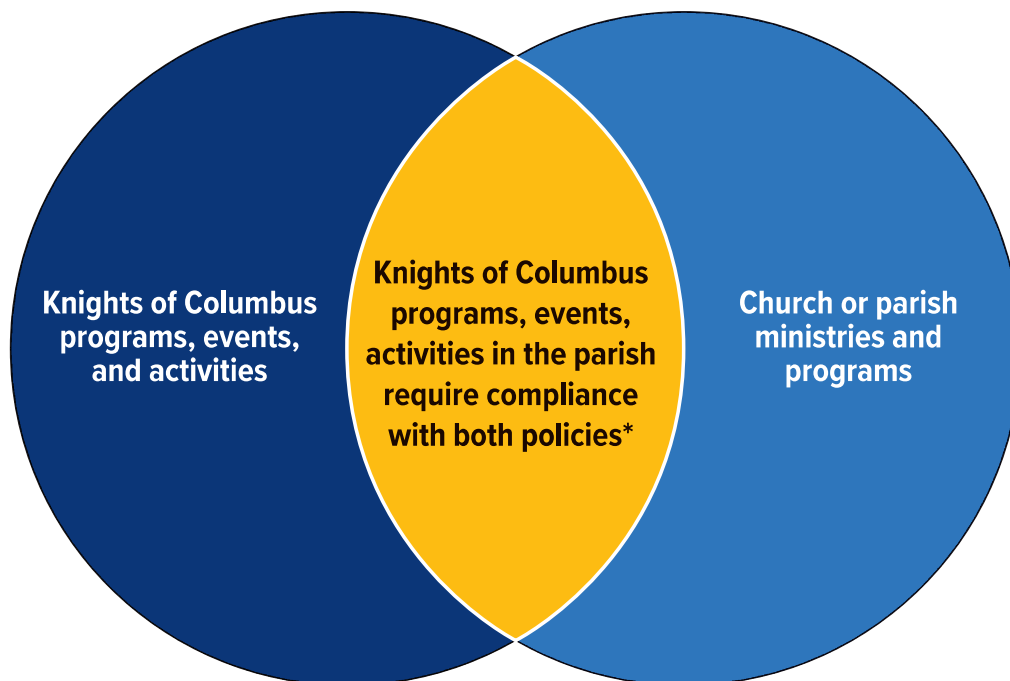 Knights of Columbus
programs, events,
and activities
Knights of Columbus
programs, events,
activities in the parish
require compliance
with both policies*
Church or parish
ministries and
programs